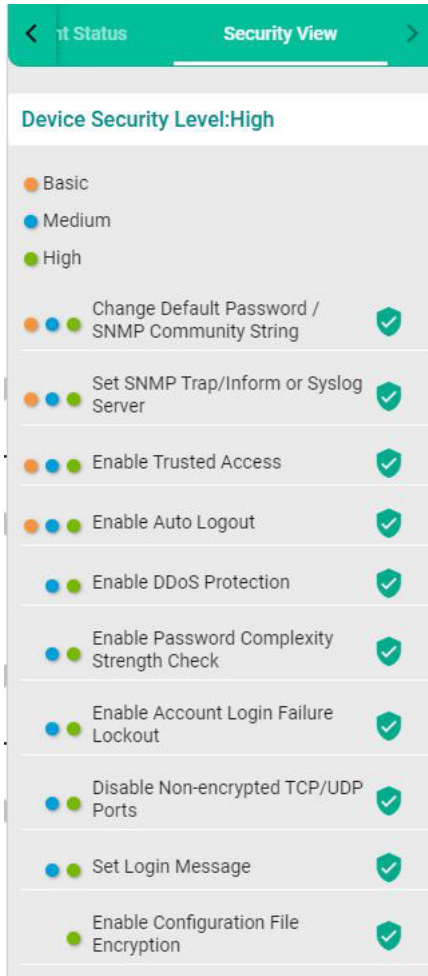 nt Status
Security View
Device Security Level:High
Basic
Medium
High
Change Default Password /
SNMP Community String
Set SNMP Trap/Inform or Syslog
Server
Enable Trusted Access
Enable Auto Logout
Enable DDoS Protection
Enable Password Complexity
Strength Check
Enable Account Login Failure
Lockout
Disable Non-encrypted TCP/UDP
Ports
Set Login Message
Enable Configuration File
Encryption